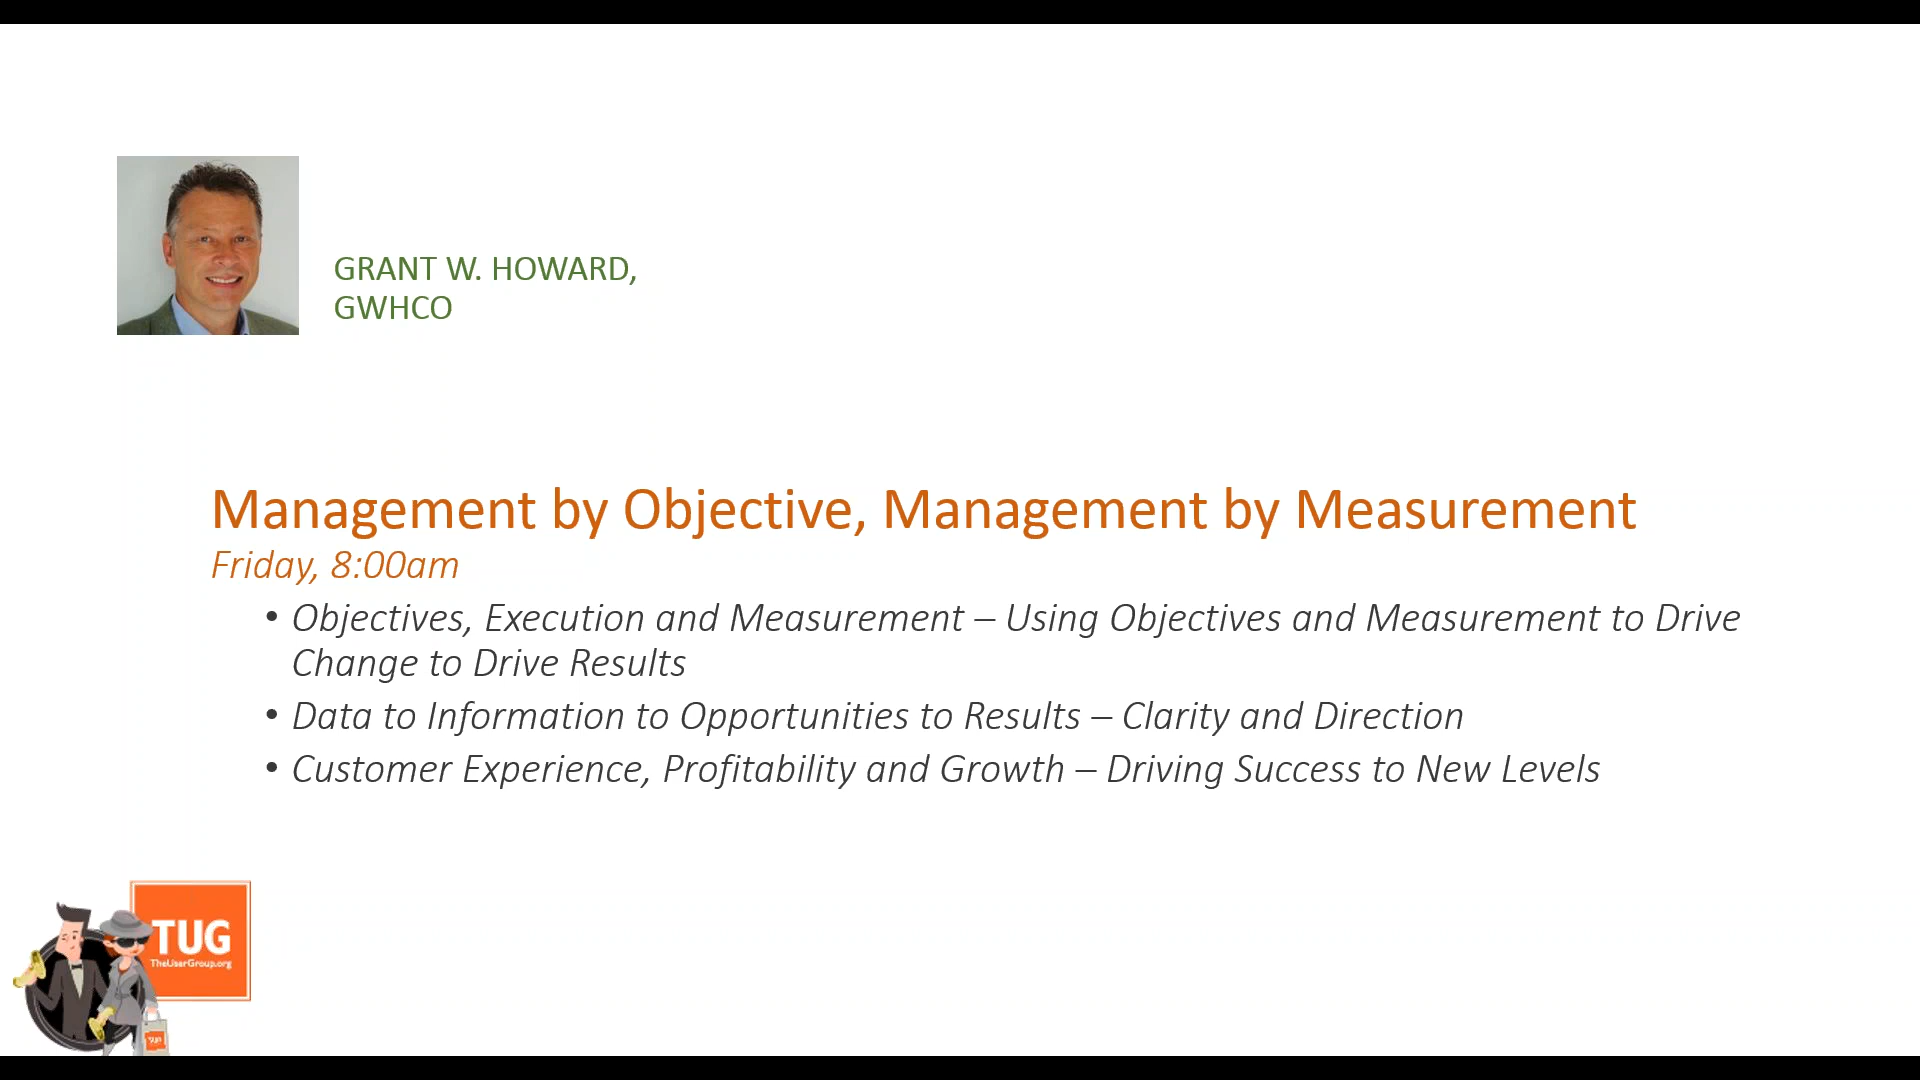 GRANT W. HOWARD,
GWHCO
Management by Objective, Management by Measurement
Friday, 8:00am
• Objectives, Execution and Measurement – Using Objectives and Measurement to Drive
Change to Drive Results
• Data to Information to Opportunities to Results – Clarity and Direction
• Customer Experience, Profitability and Growth – Driving Success to New Levels
TUG
TheUserGroup.org
TUG